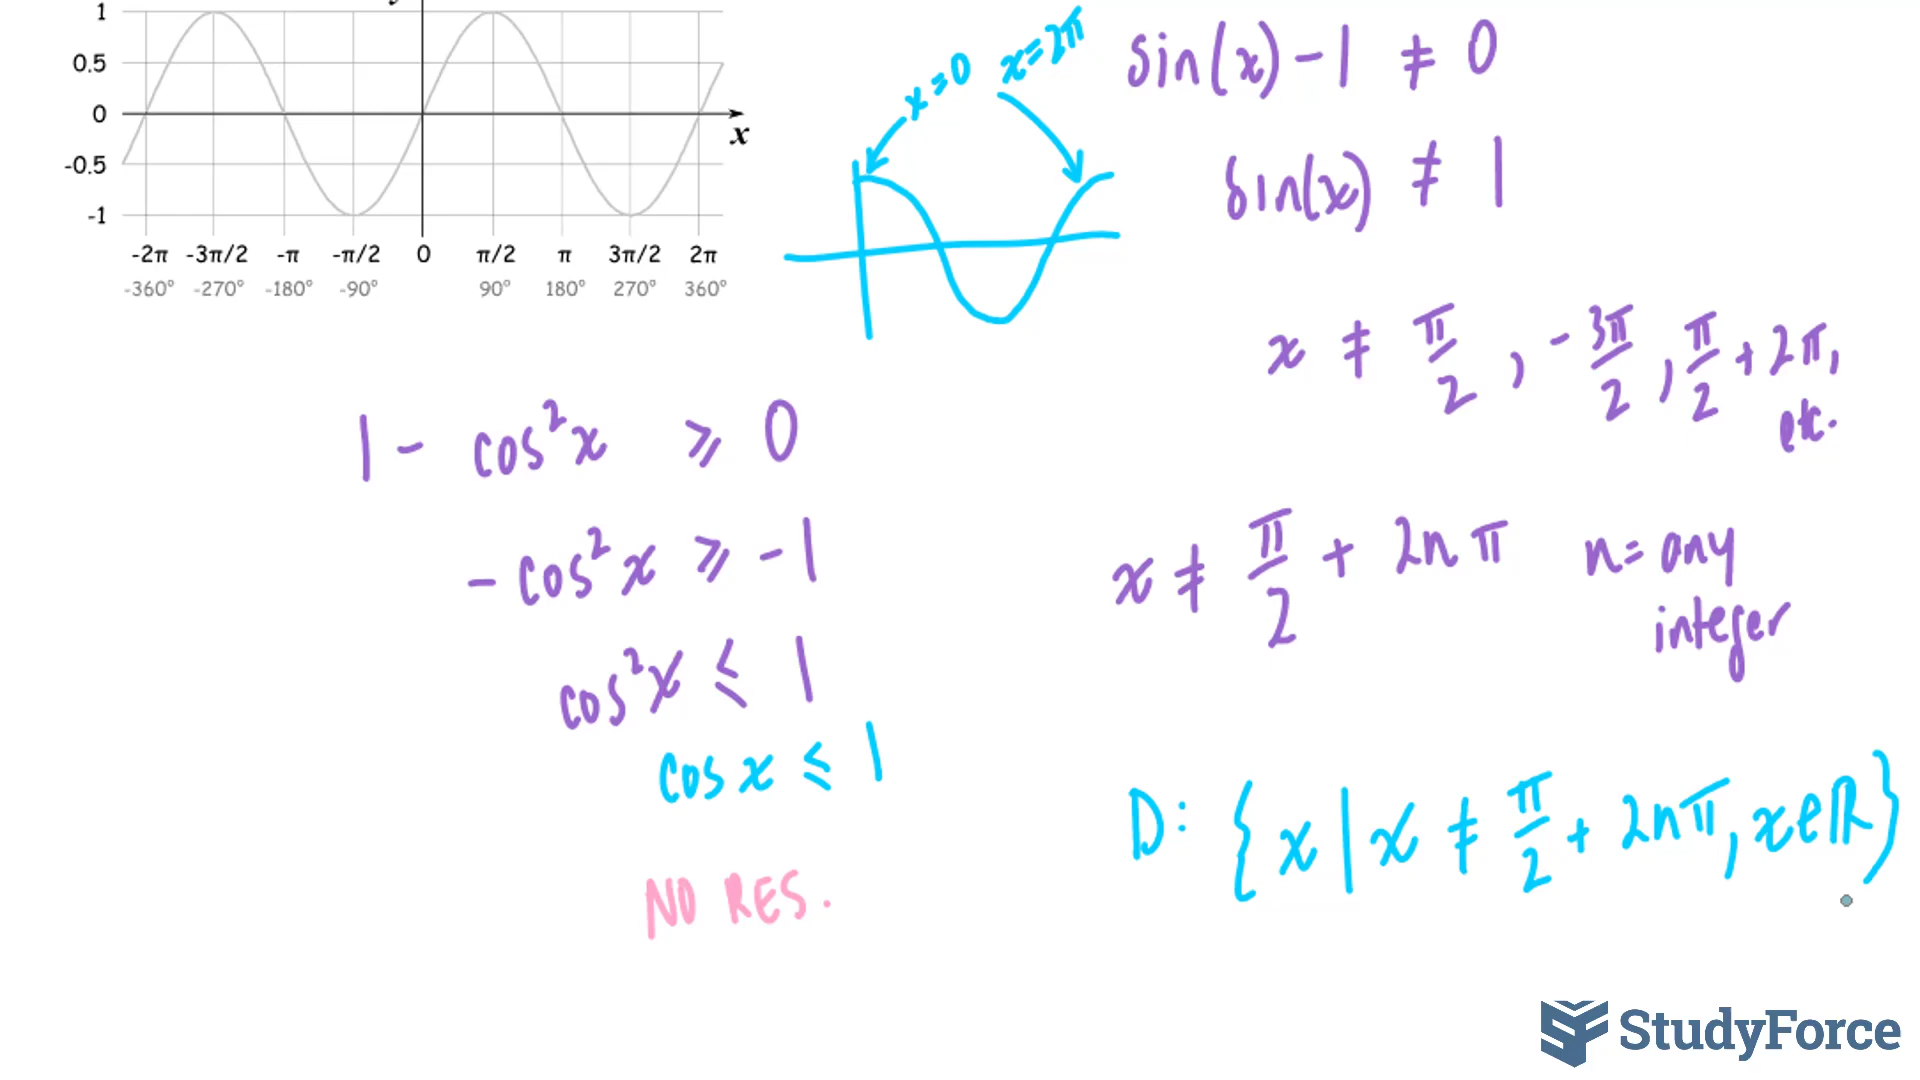 y
1
0.5
0
-0.5
-1
x
-2π -3π/2 -π -π/2 0 π/2 π 3π/2 2π
-360° -270° -180° -90° 90° 180° 270° 360°
x=0 x=2π
1 - cos²x ⩾ 0
- cos²x ⩾ -1
cos²x ≤ 1
cos x ≤ 1
NO RES.
sin(x) - 1 ≠ 0
sin(x) ≠ 1
x ≠ π/2, -3π/2, π/2 + 2π,
etc.
x ≠ π/2 + 2nπ n = any
integer
D: {x | x ≠ π/2 + 2nπ, x∈ℝ}
StudyForce